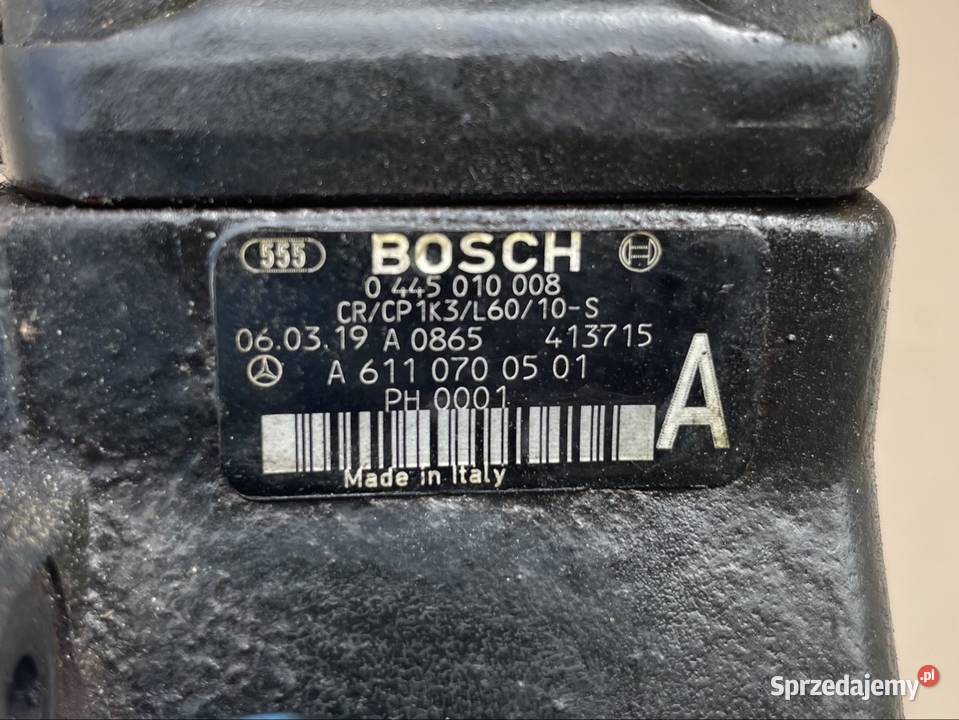 555 BOSCH
0 445 010 008
CR/CP1K3/L60/10-S
06.03.19 A 0865 413715
A 611 070 05 01
PH 0001
A
Made in Italy
Sprzedajemy.pl